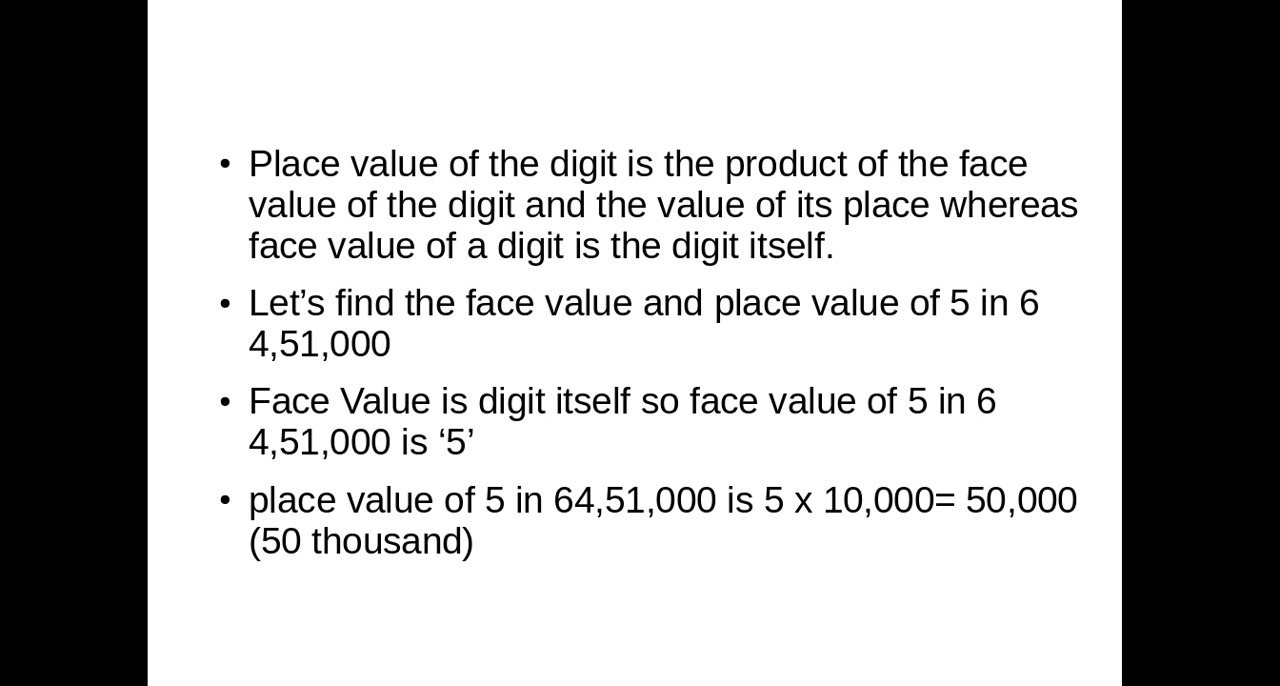 • Place value of the digit is the product of the face
value of the digit and the value of its place whereas
face value of a digit is the digit itself.
• Let’s find the face value and place value of 5 in 6
4,51,000
• Face Value is digit itself so face value of 5 in 6
4,51,000 is ‘5’
• place value of 5 in 64,51,000 is 5 x 10,000= 50,000
(50 thousand)